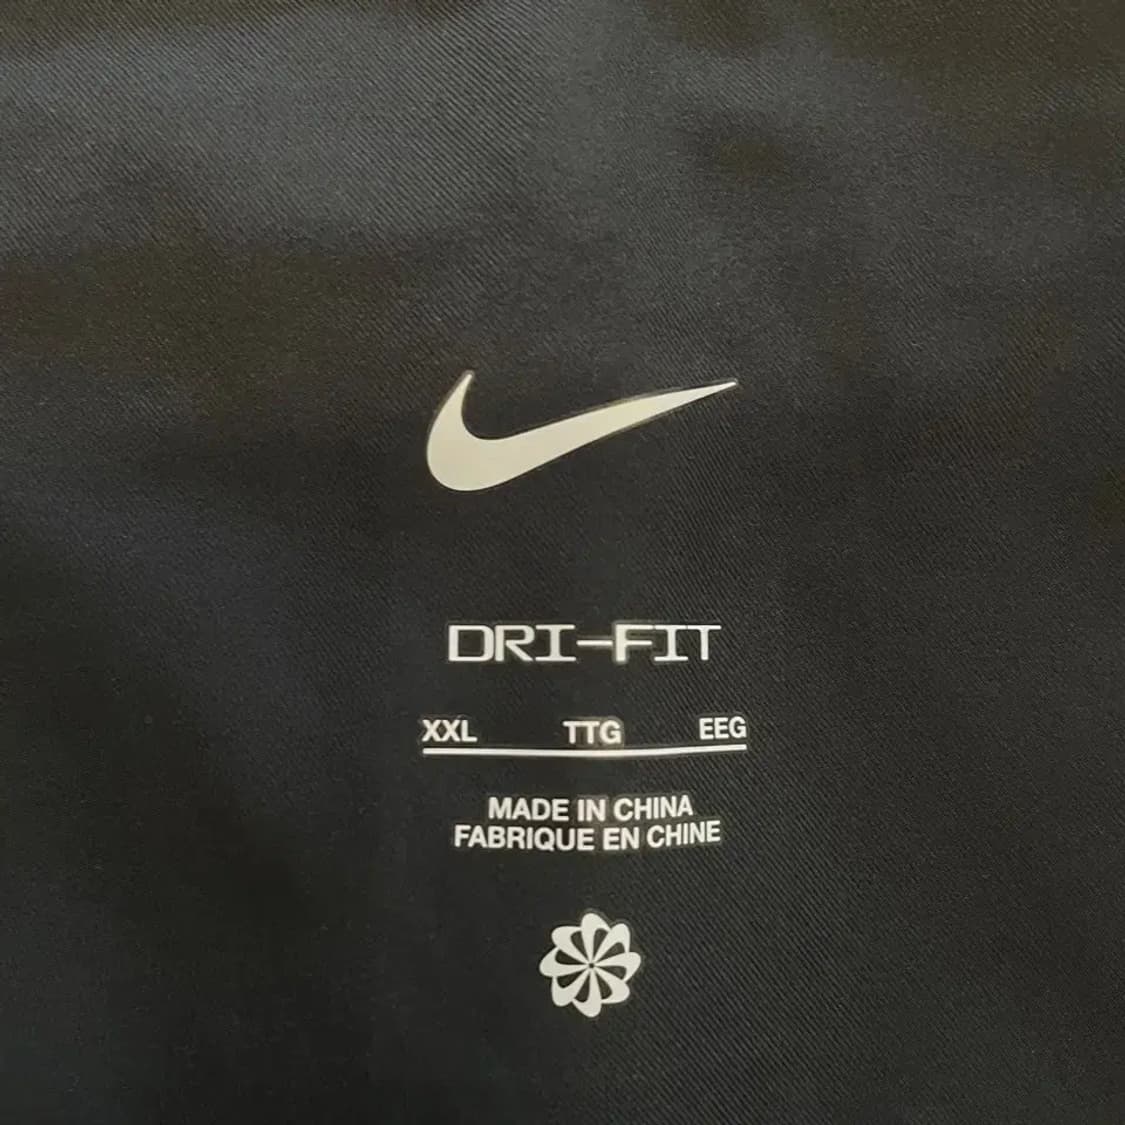 DRI-FIT
XXL TTG EEG
MADE IN CHINA
FABRIQUE EN CHINE